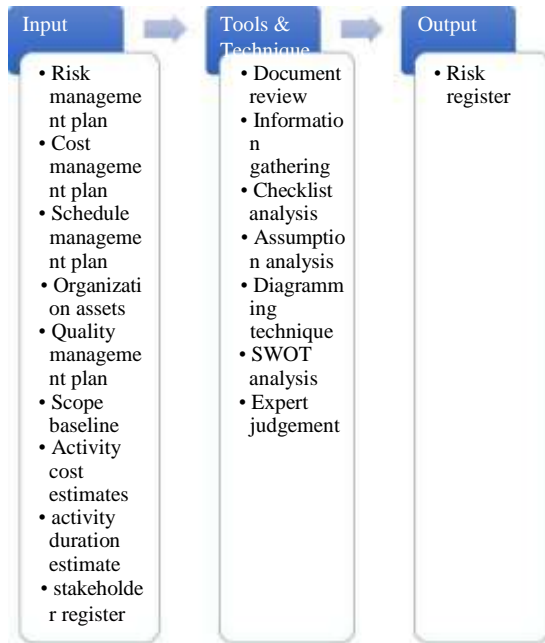 Input
• Risk
manageme
nt plan
• Cost
manageme
nt plan
• Schedule
manageme
nt plan
• Organizati
on assets
• Quality
manageme
nt plan
• Scope
baseline
• Activity
cost
estimates
• activity
duration
estimate
• stakeholde
r register
Tools &
Technique
• Document
review
• Informatio
n
gathering
• Checklist
analysis
• Assumptio
n analysis
• Diagramm
ing
technique
• SWOT
analysis
• Expert
judgement
Output
• Risk
register